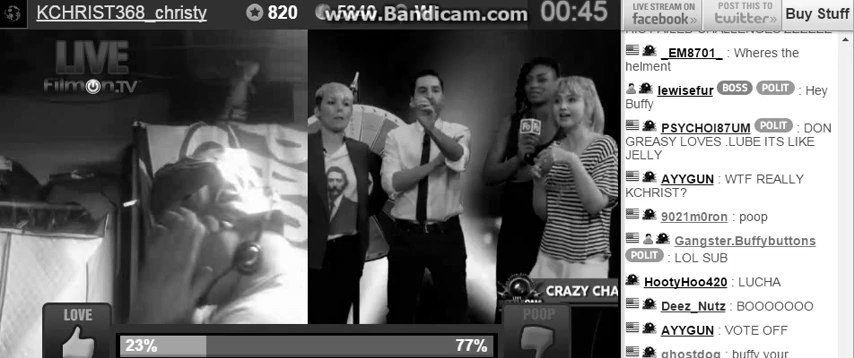 KCHRIST368_christy
820
www.Bandicam.com
00:45
LIVE STREAM ON
facebook»
POST THIS TO
twitter»
Buy Stuff
LIVE
FilmOn.TV
_EM8701_ : Wheres the
helment
lewisefur BOSS POLIT : Hey
Buffy
PSYCHOI87UM POLIT : DON
GREASY LOVES .LUBE ITS LIKE
JELLY
AYYGUN : WTF REALLY
KCHRIST?
9021m0ron : poop
Gangster.Buffybuttons
POLIT : LOL SUB
HootyHoo420 : LUCHA
Deez_Nutz : BOOOOOOO
AYYGUN : VOTE OFF
ghostdog : buffy your
CRAZY CHA
LOVE
POOP
23%
77%